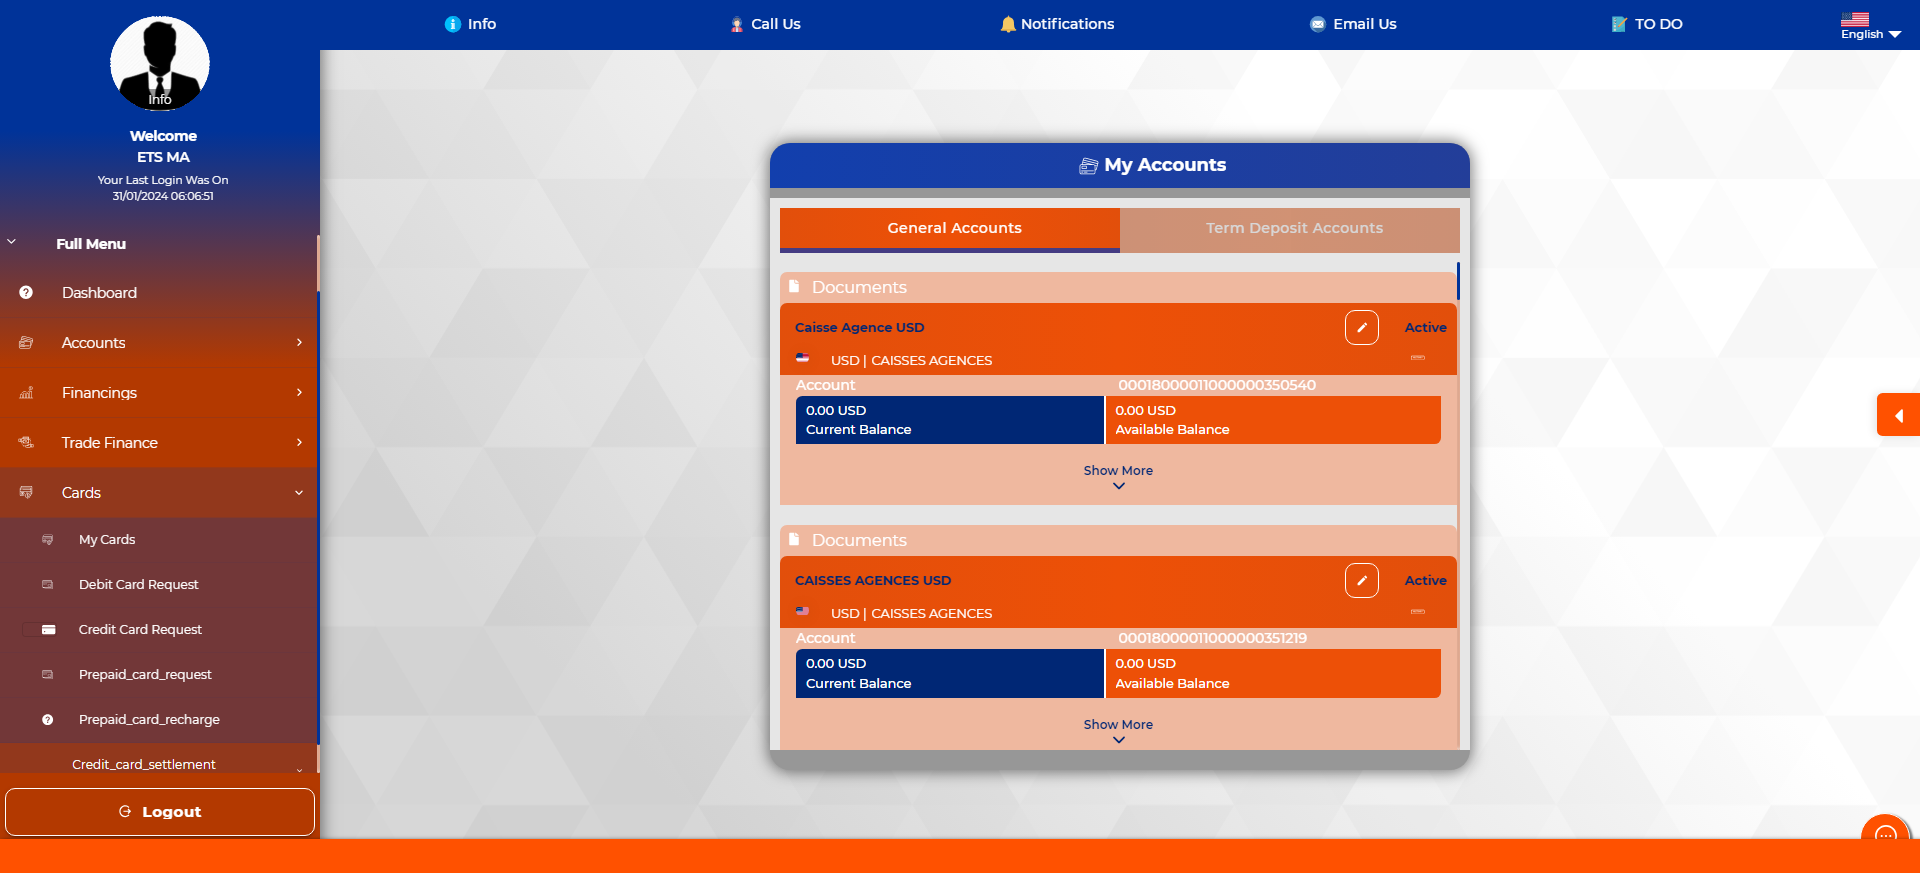 Info
Call Us
Notifications
Email Us
TO DO
English
Info
Welcome
ETS MA
Your Last Login Was On
31/01/2024 06:06:51
Full Menu
Dashboard
Accounts
Financings
Trade Finance
Cards
My Cards
Debit Card Request
Credit Card Request
Prepaid_card_request
Prepaid_card_recharge
Credit_card_settlement
Logout
My Accounts
General Accounts
Term Deposit Accounts
Documents
Caisse Agence USD
Active
USD | CAISSES AGENCES
Account 00018000011000000350540
0.00 USD 0.00 USD
Current Balance Available Balance
Show More
Documents
CAISSES AGENCES USD
Active
USD | CAISSES AGENCES
Account 00018000011000000351219
0.00 USD 0.00 USD
Current Balance Available Balance
Show More